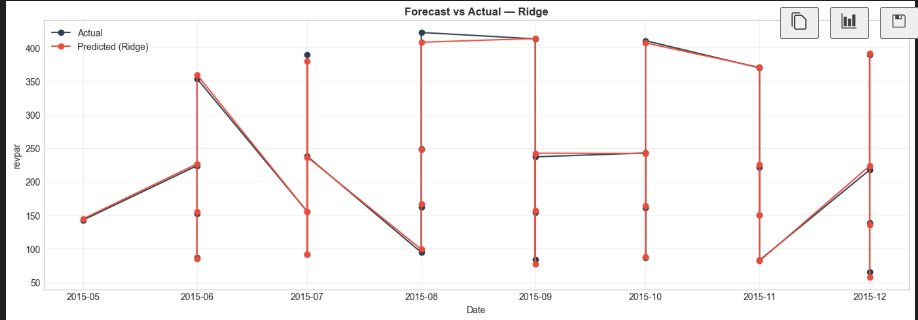 Forecast vs Actual — Ridge
Actual
Predicted (Ridge)
400
350
300
250
200
150
100
50
revpar
2015-05 2015-06 2015-07 2015-08 2015-09 2015-10 2015-11 2015-12
Date